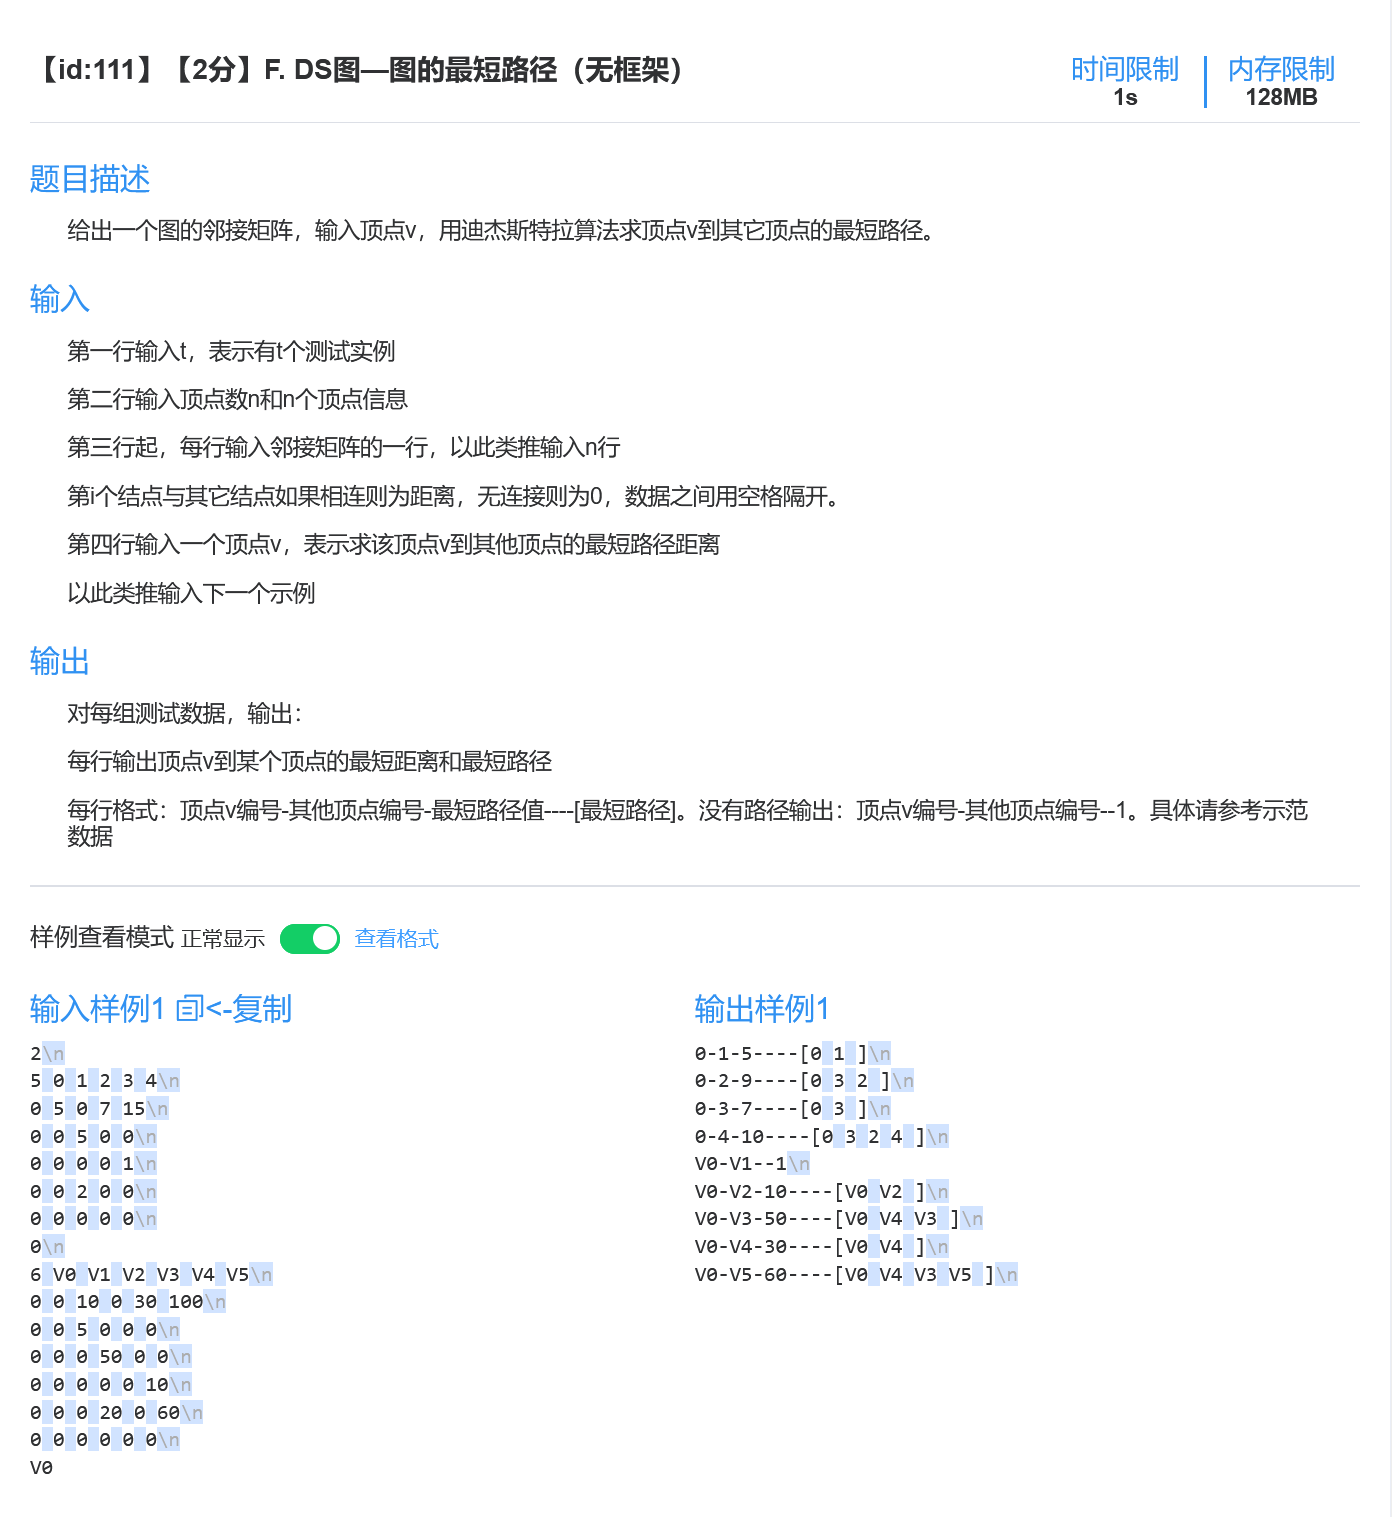 【id:111】【2分】F. DS图—图的最短路径（无框架）
时间限制
1s
内存限制
128MB
题目描述
给出一个图的邻接矩阵，输入顶点v，用迪杰斯特拉算法求顶点v到其它顶点的最短路径。
输入
第一行输入t，表示有t个测试实例
第二行输入顶点数n和n个顶点信息
第三行起，每行输入邻接矩阵的一行，以此类推输入n行
第i个结点与其它结点如果相连则为距离，无连接则为0，数据之间用空格隔开。
第四行输入一个顶点v，表示求该顶点v到其他顶点的最短路径距离
以此类推输入下一个示例
输出
对每组测试数据，输出：
每行输出顶点v到某个顶点的最短距离和最短路径
每行格式：顶点v编号-其他顶点编号-最短路径值----[最短路径]。没有路径输出：顶点v编号-其他顶点编号--1。具体请参考示范
数据
样例查看模式 正常显示 查看格式
输入样例1 <-复制
2\n
5 0 1 2 3 4\n
0 5 0 7 15\n
0 0 5 0 0\n
0 0 0 0 1\n
0 0 2 0 0\n
0 0 0 0 0\n
0\n
6 V0 V1 V2 V3 V4 V5\n
0 0 10 0 30 100\n
0 0 5 0 0 0\n
0 0 0 50 0 0\n
0 0 0 0 0 10\n
0 0 0 20 0 60\n
0 0 0 0 0 0\n
V0
输出样例1
0-1-5----[0 1 ]\n
0-2-9----[0 3 2 ]\n
0-3-7----[0 3 ]\n
0-4-10----[0 3 2 4 ]\n
V0-V1--1\n
V0-V2-10----[V0 V2 ]\n
V0-V3-50----[V0 V4 V3 ]\n
V0-V4-30----[V0 V4 ]\n
V0-V5-60----[V0 V4 V3 V5 ]\n